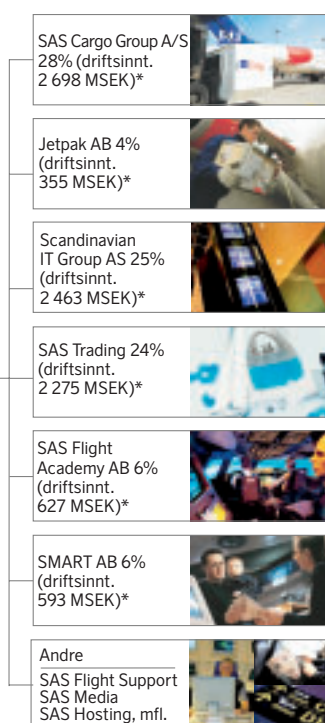 SAS Cargo Group A/S
28% (driftsinnt.
2 698 MSEK)*
Jetpak AB 4%
(driftsinnt.
355 MSEK)*
Scandinavian
IT Group AS 25%
(driftsinnt.
2 463 MSEK)*
SAS Trading 24%
(driftsinnt.
2 275 MSEK)*
SAS Flight
Academy AB 6%
(driftsinnt.
627 MSEK)*
SMART AB 6%
(driftsinnt.
593 MSEK)*
Andre
SAS Flight Support
SAS Media
SAS Hosting, mfl.